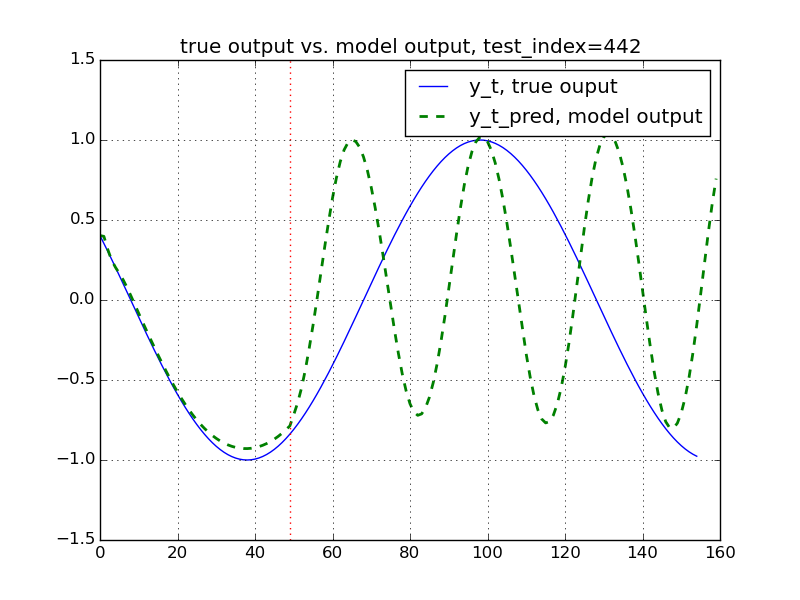 true output vs. model output, test_index=442
y_t, true ouput
y_t_pred, model output
1.5
1.0
0.5
0.0
−0.5
−1.0
−1.5
0 20 40 60 80 100 120 140 160